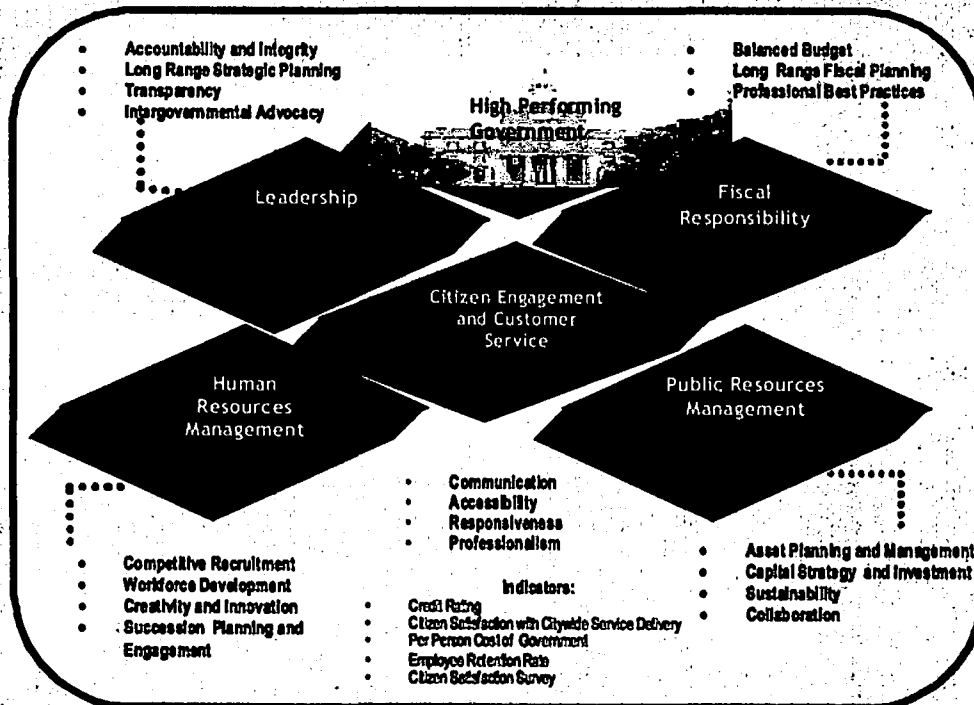 • Accountability and Integrity
• Long Range Strategic Planning
• Transparency
• Intergovernmental Advocacy
• Balanced Budget
• Long Range Fiscal Planning
• Professional Best Practices
High Performing
Government
Leadership
Fiscal
Responsibility
Citizen Engagement
and Customer
Service
Human
Resources
Management
Public Resources
Management
• Communication
• Accessibility
• Responsiveness
• Professionalism
• Competitive Recruitment
• Workforce Development
• Creativity and Innovation
• Succession Planning and
Engagement
Indicators:
• Credit Rating
• Citizen Satisfaction with Citywide Service Delivery
• Per Person Cost of Government
• Employee Retention Rate
• Citizen Satisfaction Survey
• Asset Planning and Management
• Capital Strategy and Investment
• Sustainability
• Collaboration